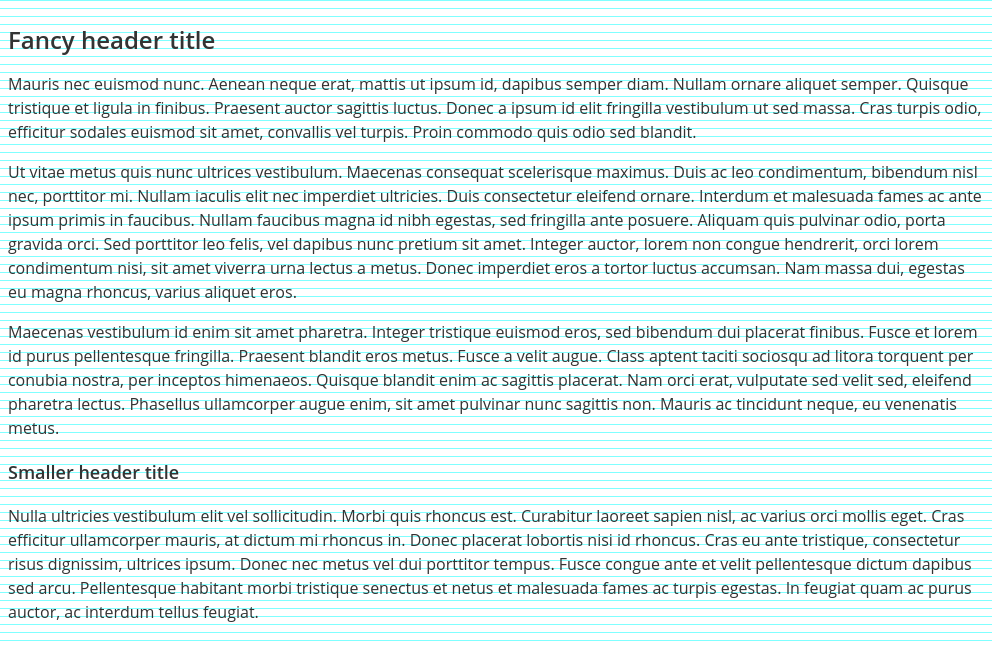 Fancy header title
Mauris nec euismod nunc. Aenean neque erat, mattis ut ipsum id, dapibus semper diam. Nullam ornare aliquet semper. Quisque
tristique et ligula in finibus. Praesent auctor sagittis luctus. Donec a ipsum id elit fringilla vestibulum ut sed massa. Cras turpis odio,
efficitur sodales euismod sit amet, convallis vel turpis. Proin commodo quis odio sed blandit.
Ut vitae metus quis nunc ultrices vestibulum. Maecenas consequat scelerisque maximus. Duis ac leo condimentum, bibendum nisl
nec, porttitor mi. Nullam iaculis elit nec imperdiet ultricies. Duis consectetur eleifend ornare. Interdum et malesuada fames ac ante
ipsum primis in faucibus. Nullam faucibus magna id nibh egestas, sed fringilla ante posuere. Aliquam quis pulvinar odio, porta
gravida orci. Sed porttitor leo felis, vel dapibus nunc pretium sit amet. Integer auctor, lorem non congue hendrerit, orci lorem
condimentum nisi, sit amet viverra urna lectus a metus. Donec imperdiet eros a tortor luctus accumsan. Nam massa dui, egestas
eu magna rhoncus, varius aliquet eros.
Maecenas vestibulum id enim sit amet pharetra. Integer tristique euismod eros, sed bibendum dui placerat finibus. Fusce et lorem
id purus pellentesque fringilla. Praesent blandit eros metus. Fusce a velit augue. Class aptent taciti sociosqu ad litora torquent per
conubia nostra, per inceptos himenaeos. Quisque blandit enim ac sagittis placerat. Nam orci erat, vulputate sed velit sed, eleifend
pharetra lectus. Phasellus ullamcorper augue enim, sit amet pulvinar nunc sagittis non. Mauris ac tincidunt neque, eu venenatis
metus.
Smaller header title
Nulla ultricies vestibulum elit vel sollicitudin. Morbi quis rhoncus est. Curabitur laoreet sapien nisl, ac varius orci mollis eget. Cras
efficitur ullamcorper mauris, at dictum mi rhoncus in. Donec placerat lobortis nisi id rhoncus. Cras eu ante tristique, consectetur
risus dignissim, ultrices ipsum. Donec nec metus vel dui porttitor tempus. Fusce congue ante et velit pellentesque dictum dapibus
sed arcu. Pellentesque habitant morbi tristique senectus et netus et malesuada fames ac turpis egestas. In feugiat quam ac purus
auctor, ac interdum tellus feugiat.